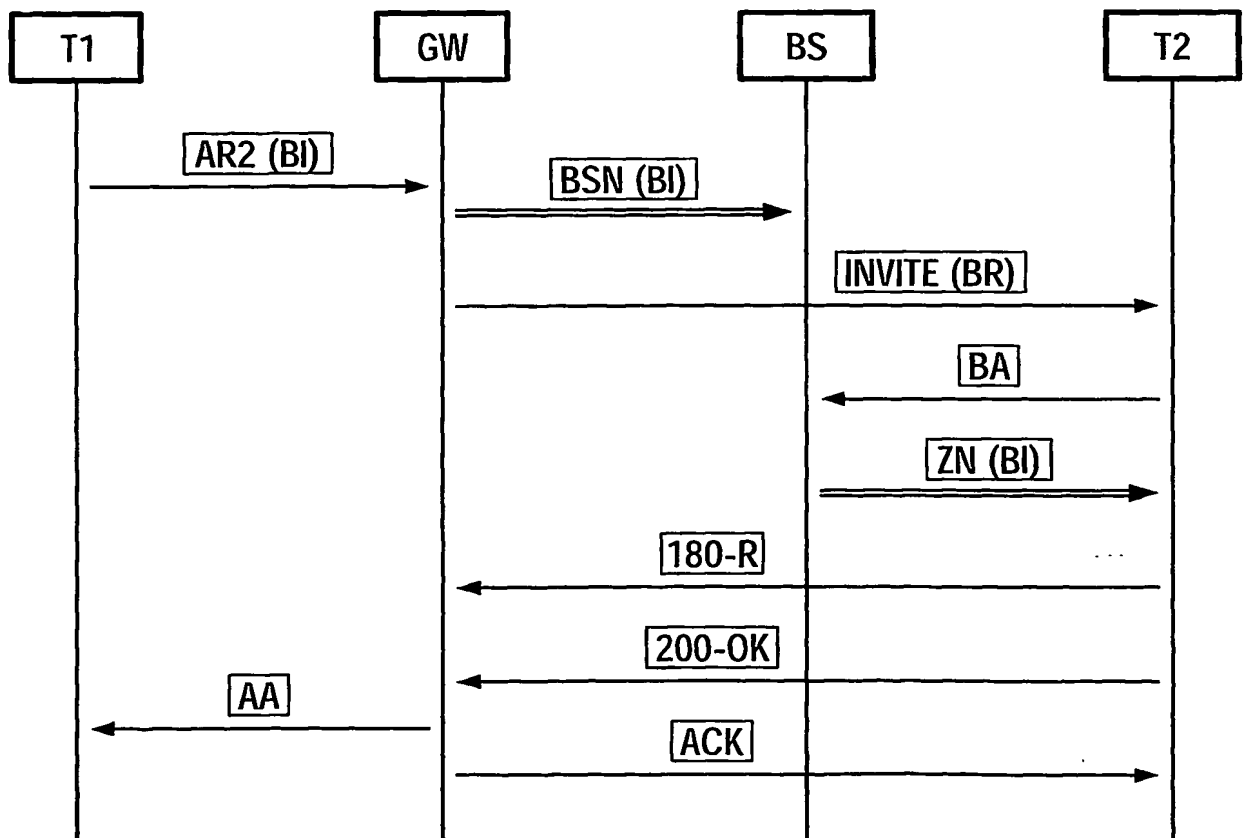 T1
GW
BS
T2
AR2 (BI)
BSN (BI)
INVITE (BR)
BA
ZN (BI)
180-R
200-OK
AA
ACK